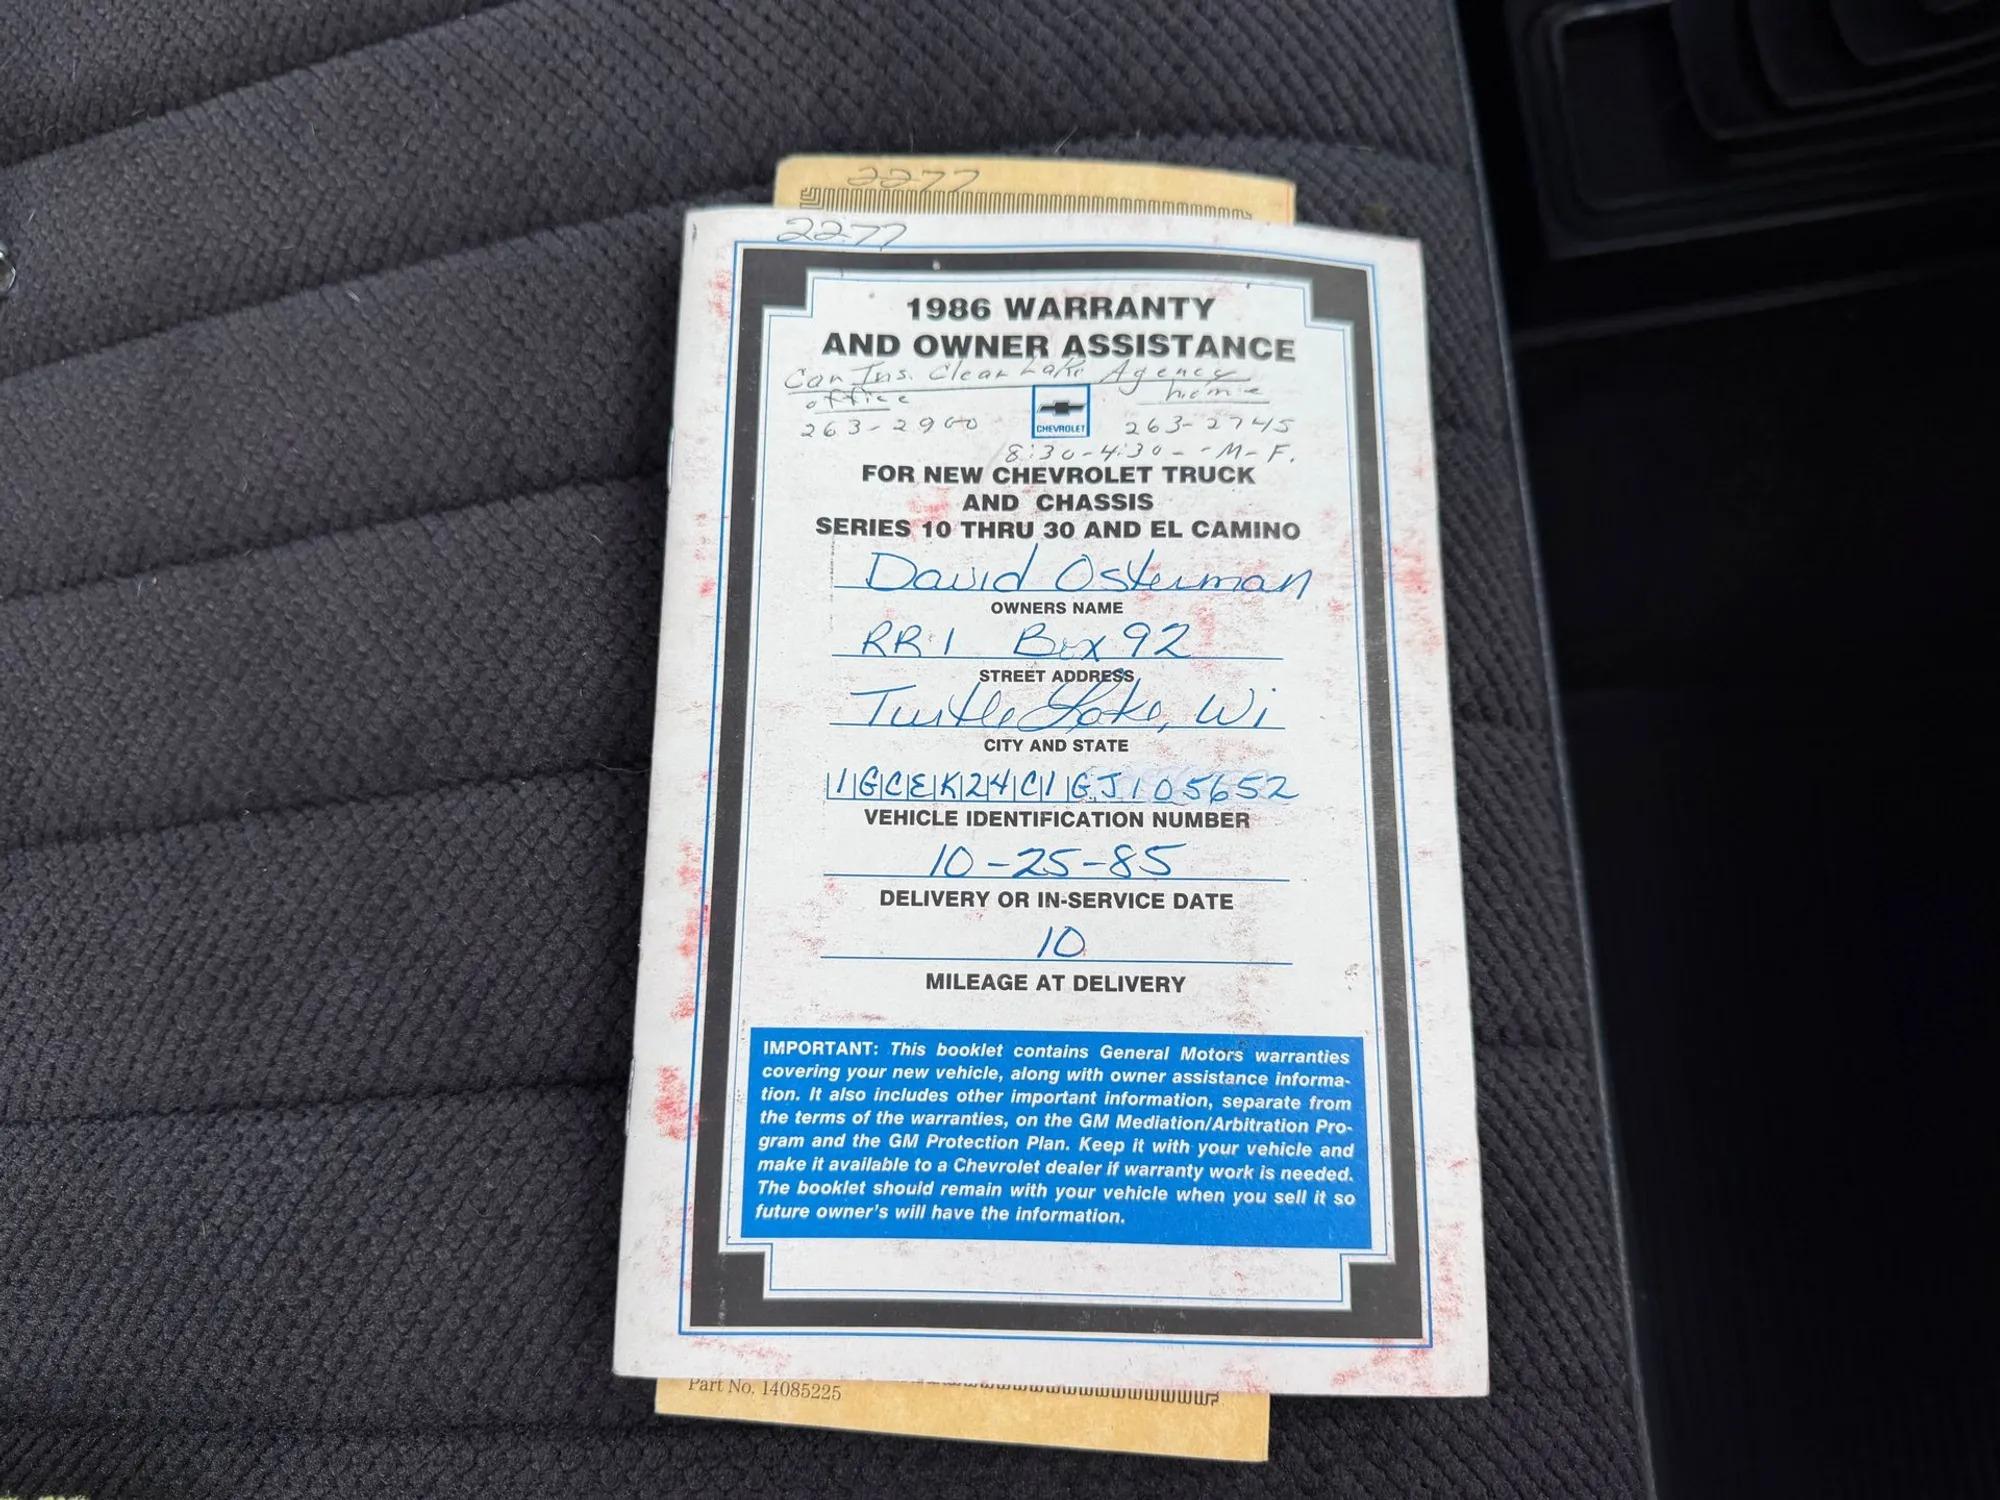 2277
2277
1986 WARRANTY
AND OWNER ASSISTANCE
Car Ins. Clear Lake Agency
office home
263-2900 263-2745
CHEVROLET
8:30-4:30--M-F.
FOR NEW CHEVROLET TRUCK
AND CHASSIS
SERIES 10 THRU 30 AND EL CAMINO
David Osterman
OWNERS NAME
RR1 Box 92
STREET ADDRESS
Turtle Lake, Wi
CITY AND STATE
1GCEK24C1GJ105652
VEHICLE IDENTIFICATION NUMBER
10-25-85
DELIVERY OR IN-SERVICE DATE
10
MILEAGE AT DELIVERY
IMPORTANT: This booklet contains General Motors warranties
covering your new vehicle, along with owner assistance informa-
tion. It also includes other important information, separate from
the terms of the warranties, on the GM Mediation/Arbitration Pro-
gram and the GM Protection Plan. Keep it with your vehicle and
make it available to a Chevrolet dealer if warranty work is needed.
The booklet should remain with your vehicle when you sell it so
future owner's will have the information.
Part No. 14085225